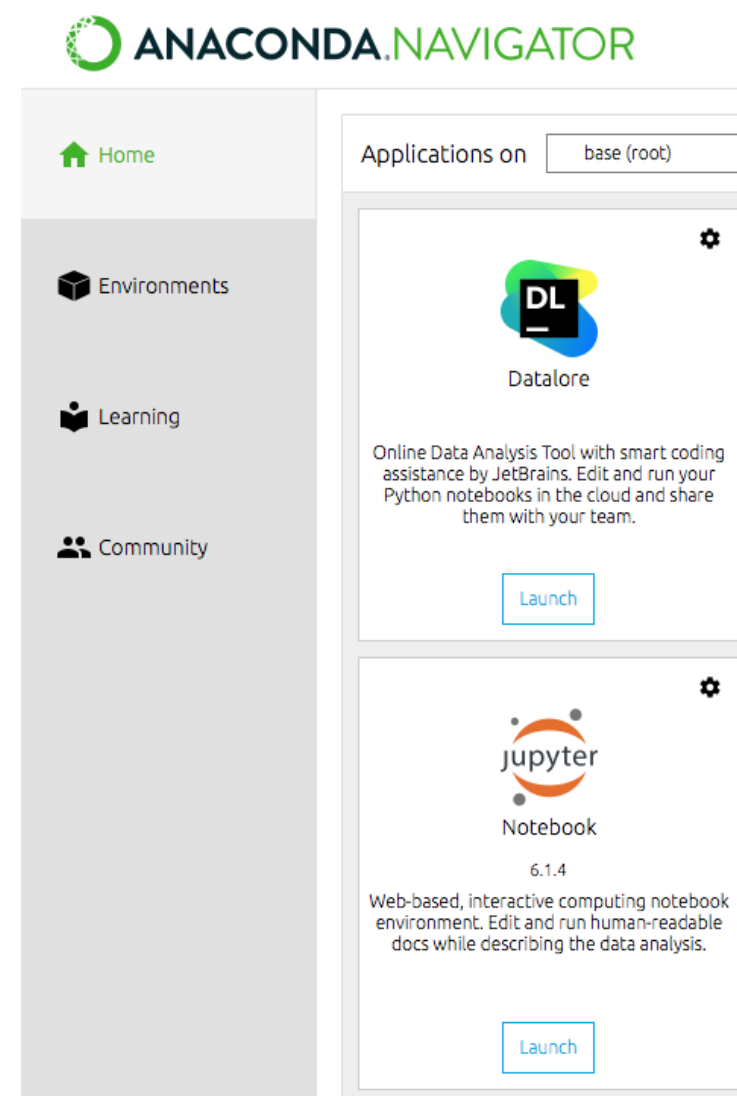 ANACONDA.NAVIGATOR
Home
Environments
Learning
Community
Applications on base (root)
DL
Datalore
Online Data Analysis Tool with smart coding
assistance by JetBrains. Edit and run your
Python notebooks in the cloud and share
them with your team.
Launch
jupyter
Notebook
6.1.4
Web-based, interactive computing notebook
environment. Edit and run human-readable
docs while describing the data analysis.
Launch